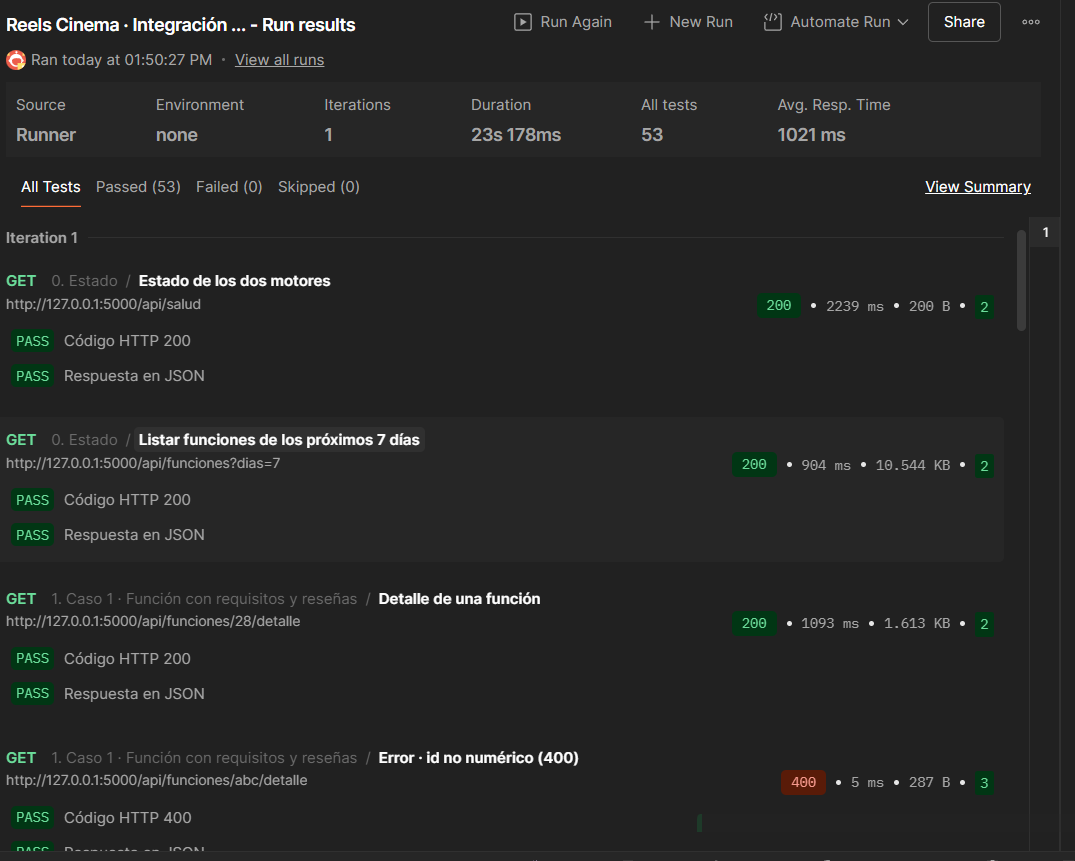 Reels Cinema · Integración ... - Run results
Run Again
New Run
Automate Run
Share
Ran today at 01:50:27 PM · View all runs
Source Environment Iterations Duration All tests Avg. Resp. Time
Runner none 1 23s 178ms 53 1021 ms
All Tests Passed (53) Failed (0) Skipped (0) View Summary
Iteration 1
1
GET 0. Estado / Estado de los dos motores
http://127.0.0.1:5000/api/salud
200 • 2239 ms • 200 B • 2
PASS Código HTTP 200
PASS Respuesta en JSON
GET 0. Estado / Listar funciones de los próximos 7 días
http://127.0.0.1:5000/api/funciones?dias=7
200 • 904 ms • 10.544 KB • 2
PASS Código HTTP 200
PASS Respuesta en JSON
GET 1. Caso 1 · Función con requisitos y reseñas / Detalle de una función
http://127.0.0.1:5000/api/funciones/28/detalle
200 • 1093 ms • 1.613 KB • 2
PASS Código HTTP 200
PASS Respuesta en JSON
GET 1. Caso 1 · Función con requisitos y reseñas / Error · id no numérico (400)
http://127.0.0.1:5000/api/funciones/abc/detalle
400 • 5 ms • 287 B • 3
PASS Código HTTP 400
PASS Respuesta en JSON